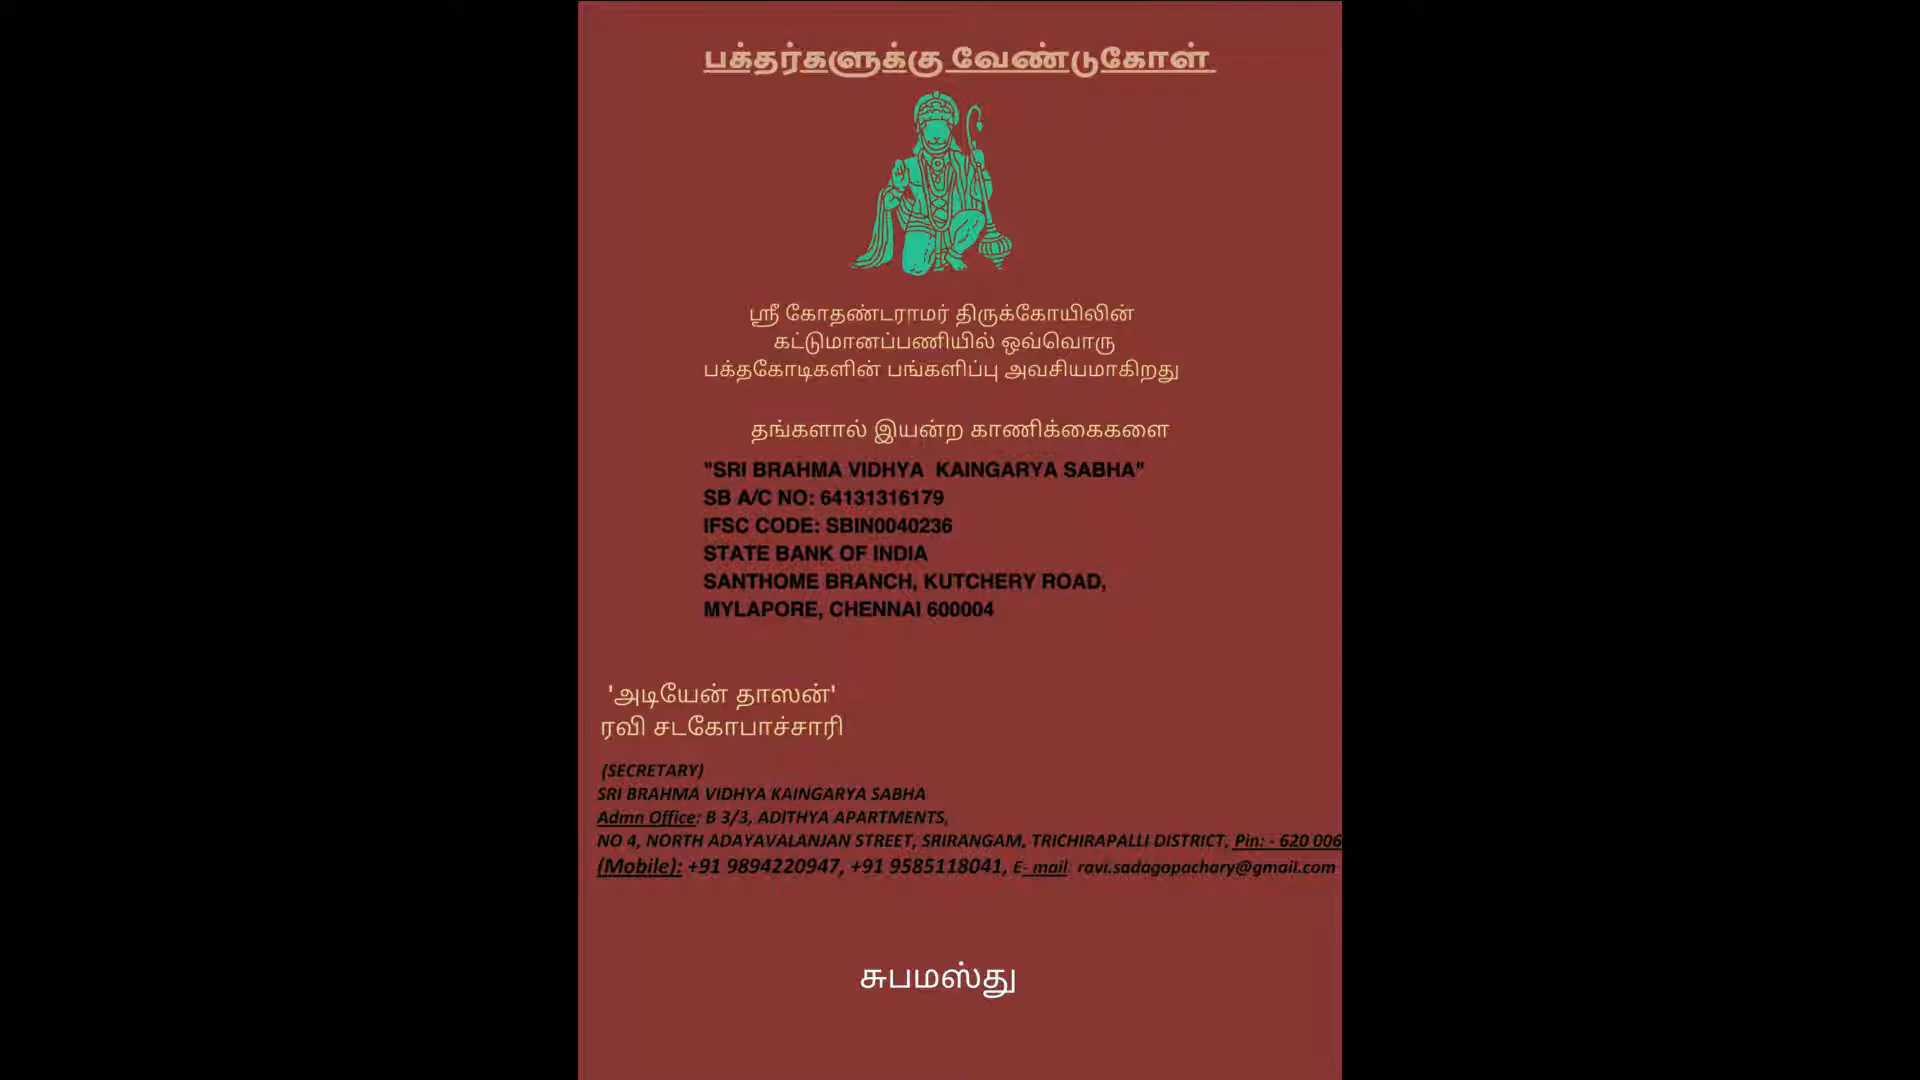 பக்தர்களுக்கு வேண்டுகோள்
ஸ்ரீ கோதண்டராமர் திருக்கோயிலின்
கட்டுமானப்பணியில் ஒவ்வொரு
பக்தகோடிகளின் பங்களிப்பு அவசியமாகிறது
தங்களால் இயன்ற காணிக்கைகளை
"SRI BRAHMA VIDHYA KAINGARYA SABHA"
SB A/C NO: 64131316179
IFSC CODE: SBIN0040236
STATE BANK OF INDIA
SANTHOME BRANCH, KUTCHERY ROAD,
MYLAPORE, CHENNAI 600004
'அடியேன் தாஸன்'
ரவி சடகோபாச்சாரி
(SECRETARY)
SRI BRAHMA VIDHYA KAINGARYA SABHA
Admn Office: B 3/3, ADITHYA APARTMENTS,
NO 4, NORTH ADAYAVALANJAN STREET, SRIRANGAM, TRICHIRAPALLI DISTRICT, Pin: - 620 006
(Mobile): +91 9894220947, +91 9585118041, E- mail: ravi.sadagopachary@gmail.com
சுபமஸ்து